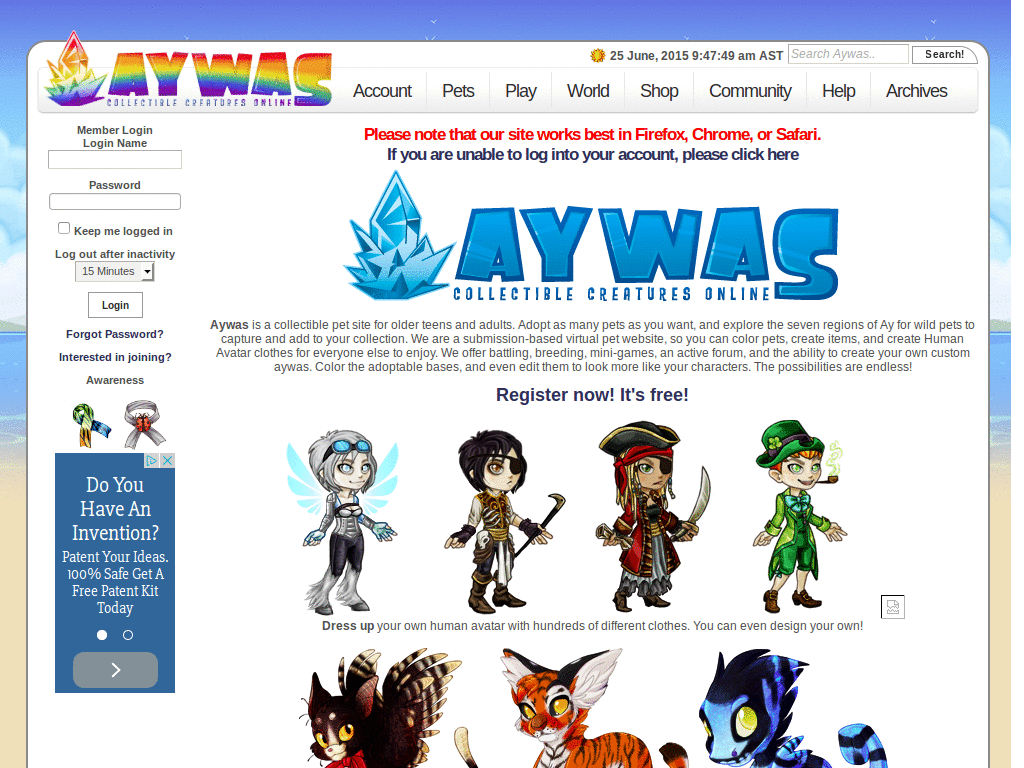 AYWAS
COLLECTIBLE CREATURES ONLINE
25 June, 2015 9:47:49 am AST
Search Aywas..
Search!
Account
Pets
Play
World
Shop
Community
Help
Archives
Member Login
Login Name
Password
Keep me logged in
Log out after inactivity
15 Minutes
Login
Forgot Password?
Interested in joining?
Awareness
Do You
Have An
Invention?
Patent Your Ideas.
100% Safe Get A
Free Patent Kit
Today
Please note that our site works best in Firefox, Chrome, or Safari.
If you are unable to log into your account, please click here
AYWAS
COLLECTIBLE CREATURES ONLINE
Aywas is a collectible pet site for older teens and adults. Adopt as many pets as you want, and explore the seven regions of Ay for wild pets to
capture and add to your collection. We are a submission-based virtual pet website, so you can color pets, create items, and create Human
Avatar clothes for everyone else to enjoy. We offer battling, breeding, mini-games, an active forum, and the ability to create your own custom
aywas. Color the adoptable bases, and even edit them to look more like your characters. The possibilities are endless!
Register now! It's free!
Dress up your own human avatar with hundreds of different clothes. You can even design your own!